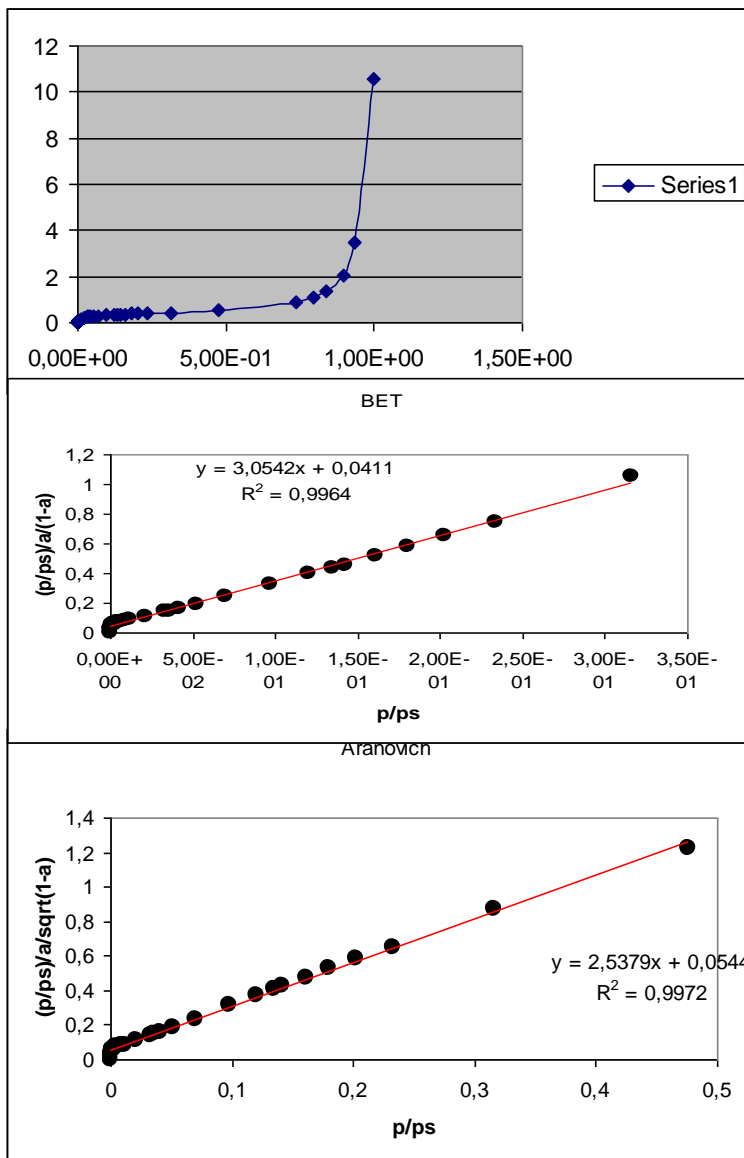 12
10
8
6
4
2
0
0,00E+00 5,00E-01 1,00E+00 1,50E+00
Series1
BET
1,2
1
0,8
0,6
0,4
0,2
0
y = 3,0542x + 0,0411
R² = 0,9964
(p/ps)/a/(1-a)
0,00E+ 5,00E- 1,00E- 1,50E- 2,00E- 2,50E- 3,00E- 3,50E-
00 02 01 01 01 01 01 01
p/ps
Aranovich
1,4
1,2
1
0,8
0,6
0,4
0,2
0
(p/ps)/a/sqrt(1-a)
y = 2,5379x + 0,0544
R² = 0,9972
0 0,1 0,2 0,3 0,4 0,5
p/ps